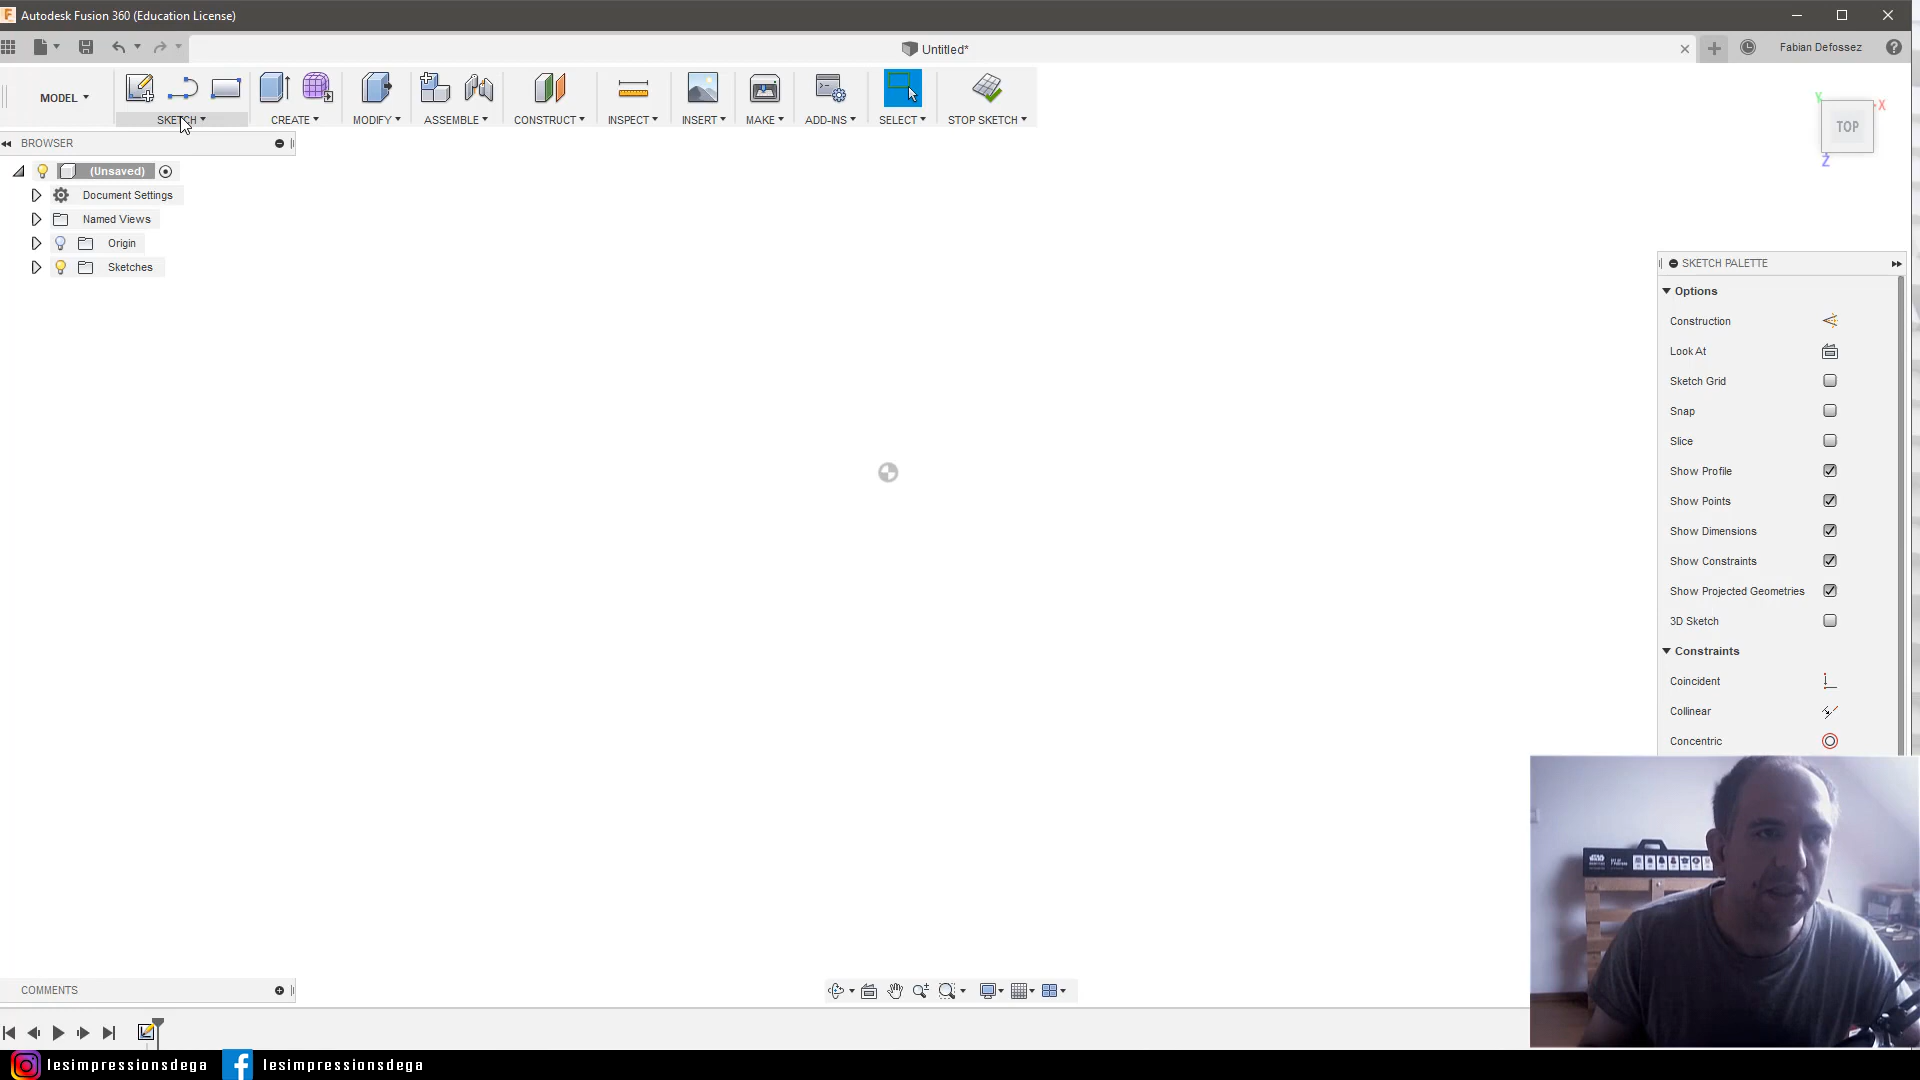 Autodesk Fusion 360 (Education License)
Untitled*
Fabian Defossez
MODEL
SKETCH
CREATE
MODIFY
ASSEMBLE
CONSTRUCT
INSPECT
INSERT
MAKE
ADD-INS
SELECT
STOP SKETCH
BROWSER
(Unsaved)
Document Settings
Named Views
Origin
Sketches
Y
X
TOP
Z
SKETCH PALETTE
Options
Construction
Look At
Sketch Grid
Snap
Slice
Show Profile
Show Points
Show Dimensions
Show Constraints
Show Projected Geometries
3D Sketch
Constraints
Coincident
Collinear
Concentric
COMMENTS
lesimpressionsdega
lesimpressionsdega